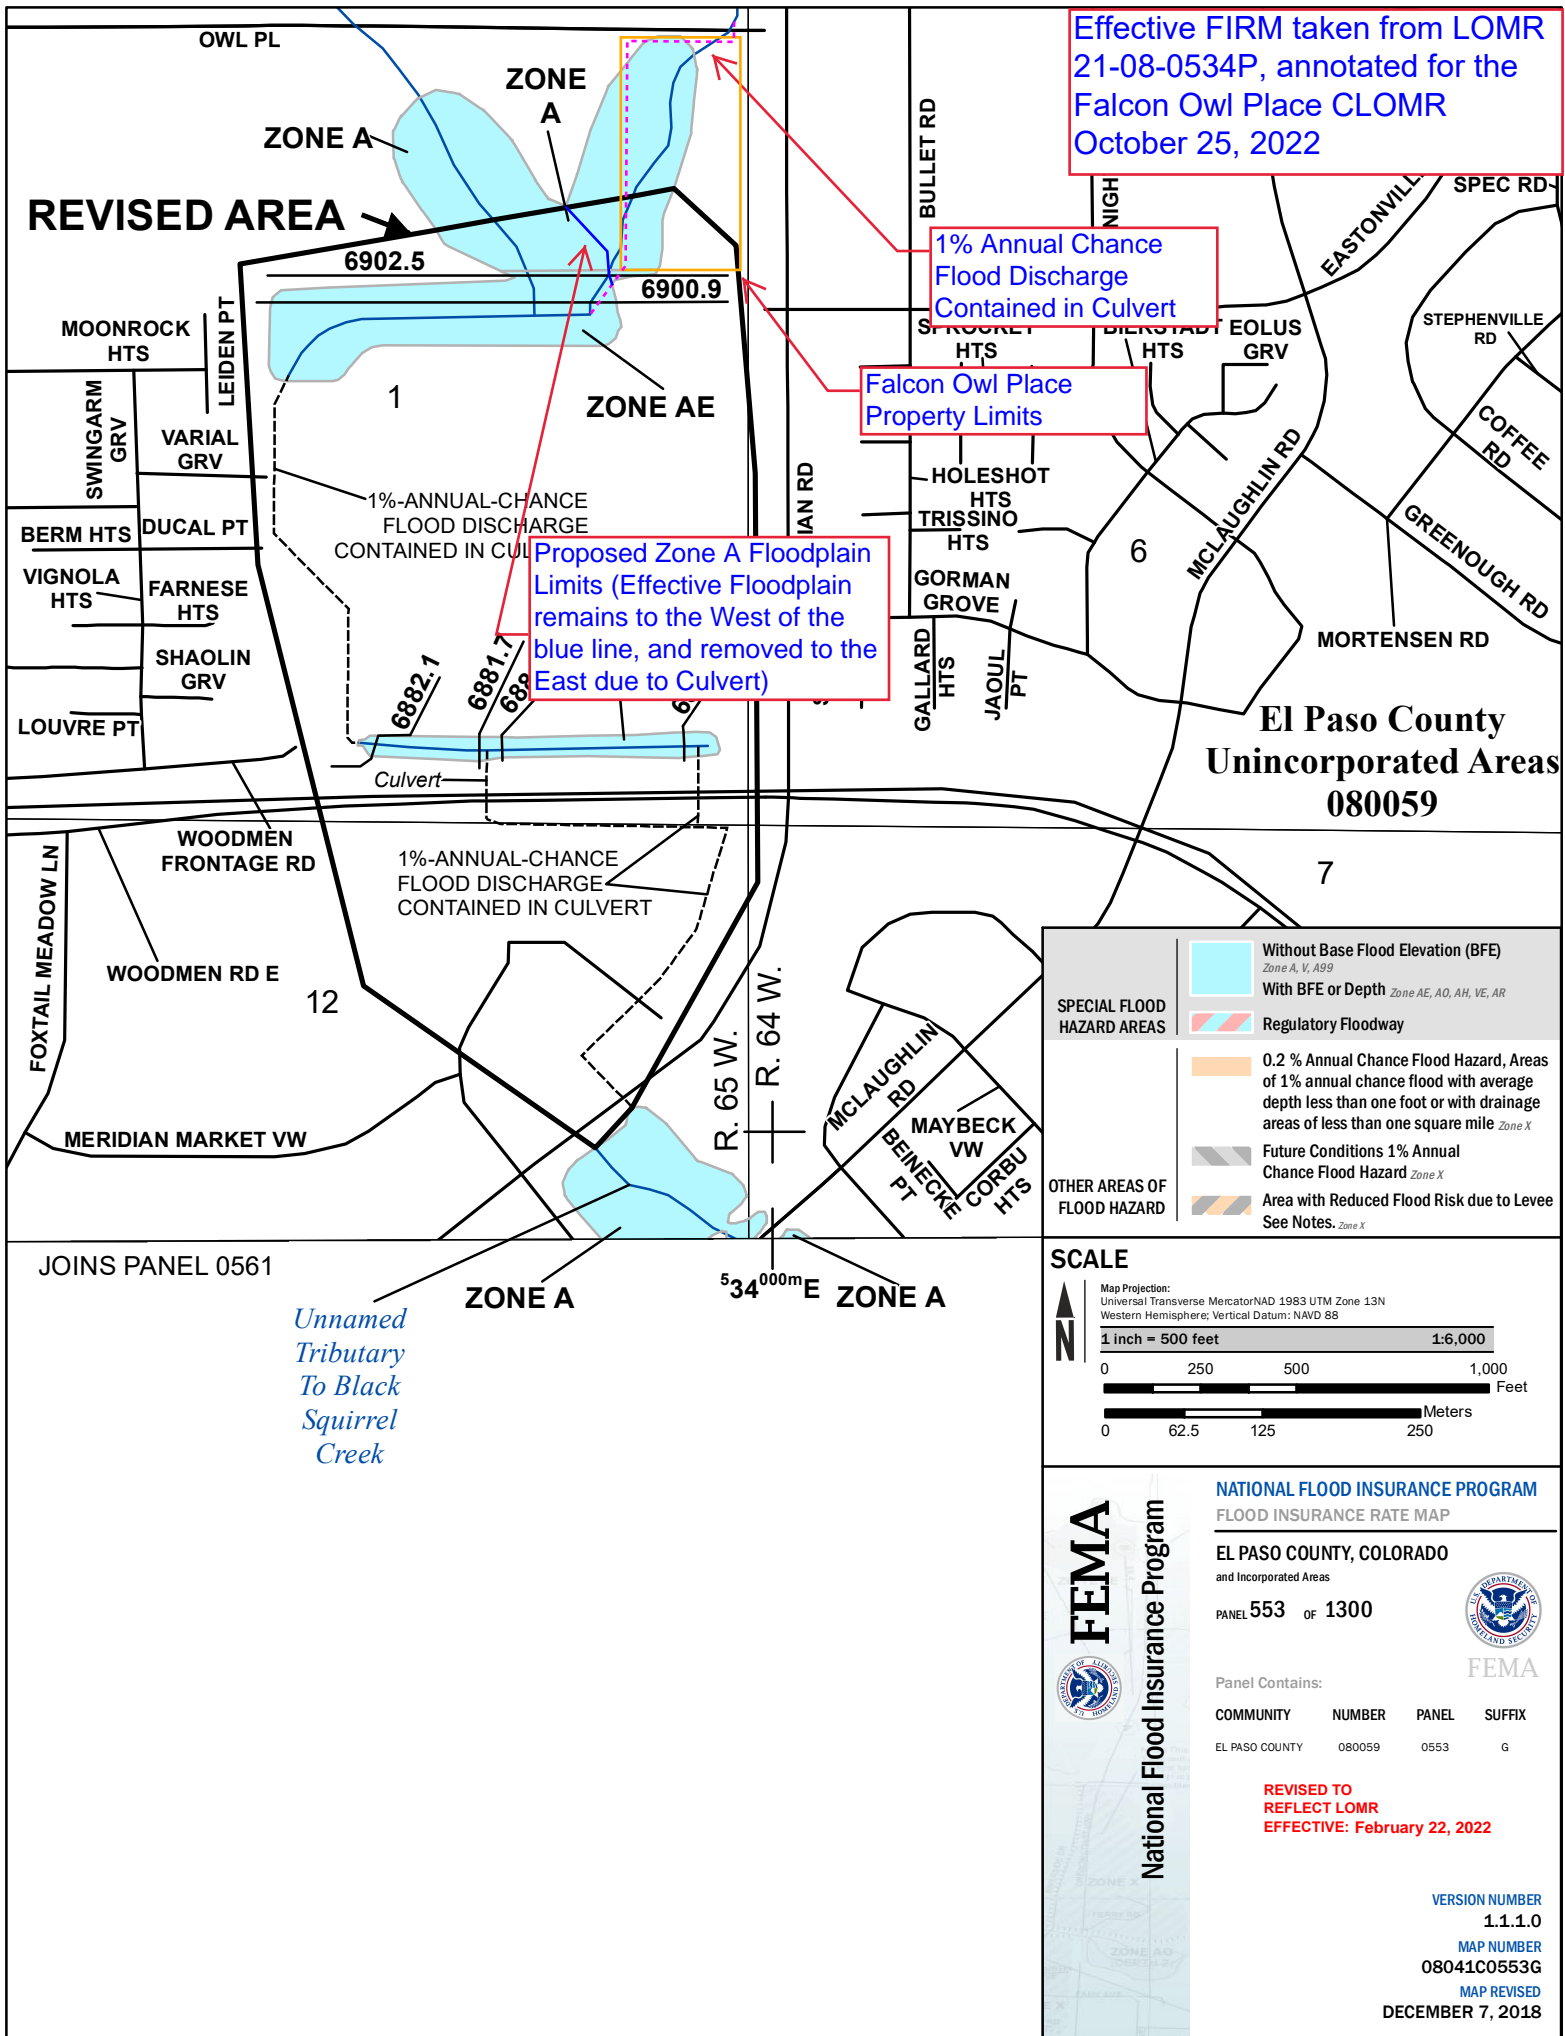 OWL PL
ZONE
A
ZONE A
REVISED AREA
6902.5
6900.9
Effective FIRM taken from LOMR
21-08-0534P, annotated for the
Falcon Owl Place CLOMR
October 25, 2022
BULLET RD
NIGH
EASTONVILL
SPEC RD
1% Annual Chance
Flood Discharge
Contained in Culvert
SPROCKET
HTS
BIERSTADT
HTS
EOLUS
GRV
STEPHENVILLE
RD
MOONROCK
HTS
LEIDEN PT
Falcon Owl Place
Property Limits
1
ZONE AE
SWINGARM
GRV
VARIAL
GRV
COFFEE
RD
MCLAUGHLIN RD
HOLESHOT
HTS
IAN RD
1%-ANNUAL-CHANCE
FLOOD DISCHARGE
CONTAINED IN CUL
BERM HTS
DUCAL PT
TRISSINO
HTS
6
GREENOUGH RD
Proposed Zone A Floodplain
Limits (Effective Floodplain
remains to the West of the
blue line, and removed to the
East due to Culvert)
VIGNOLA
HTS
FARNESE
HTS
GORMAN
GROVE
MORTENSEN RD
SHAOLIN
GRV
GALLARD
HTS
JAOUL
PT
LOUVRE PT
6882.1
6881.7
688
El Paso County
Unincorporated Areas
080059
Culvert
WOODMEN
FRONTAGE RD
1%-ANNUAL-CHANCE
FLOOD DISCHARGE
CONTAINED IN CULVERT
7
FOXTAIL MEADOW LN
WOODMEN RD E
12
R. 65 W.
R. 64 W.
MCLAUGHLIN
RD
MAYBECK
VW
BEINECKE
PT
CORBU
HTS
MERIDIAN MARKET VW
SPECIAL FLOOD
HAZARD AREAS
Without Base Flood Elevation (BFE)
Zone A, V, A99
With BFE or Depth Zone AE, AO, AH, VE, AR
Regulatory Floodway
OTHER AREAS OF
FLOOD HAZARD
0.2 % Annual Chance Flood Hazard, Areas
of 1% annual chance flood with average
depth less than one foot or with drainage
areas of less than one square mile Zone X
Future Conditions 1% Annual
Chance Flood Hazard Zone X
Area with Reduced Flood Risk due to Levee
See Notes. Zone X
JOINS PANEL 0561
ZONE A
534000mE
ZONE A
Unnamed
Tributary
To Black
Squirrel
Creek
SCALE
N
Map Projection:
Universal Transverse MercatorNAD 1983 UTM Zone 13N
Western Hemisphere; Vertical Datum: NAVD 88
1 inch = 500 feet 1:6,000
0 250 500 1,000
Feet
Meters
0 62.5 125 250
FEMA
National Flood Insurance Program
NATIONAL FLOOD INSURANCE PROGRAM
FLOOD INSURANCE RATE MAP
EL PASO COUNTY, COLORADO
and Incorporated Areas
PANEL 553 OF 1300
U.S. DEPARTMENT OF HOMELAND SECURITY
FEMA
Panel Contains:
COMMUNITY NUMBER PANEL SUFFIX
EL PASO COUNTY 080059 0553 G
REVISED TO
REFLECT LOMR
EFFECTIVE: February 22, 2022
VERSION NUMBER
1.1.1.0
MAP NUMBER
08041C0553G
MAP REVISED
DECEMBER 7, 2018